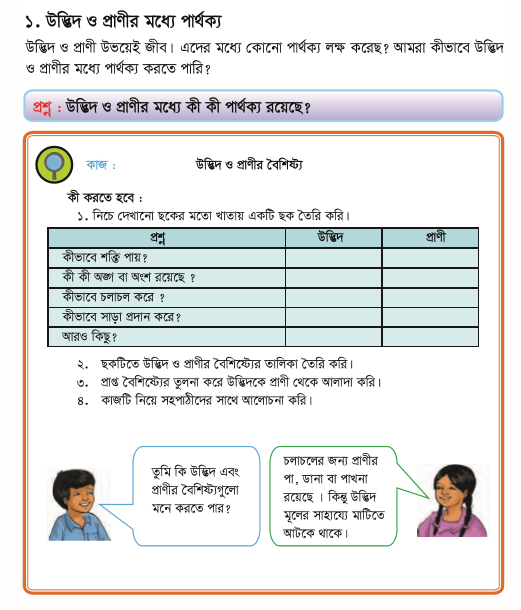 ১. উদ্ভিদ ও প্রাণীর মধ্যে পার্থক্য
উদ্ভিদ ও প্রাণী উভয়েই জীব। এদের মধ্যে কোনো পার্থক্য লক্ষ করেছ? আমরা কীভাবে উদ্ভিদ
ও প্রাণীর মধ্যে পার্থক্য করতে পারি?
প্রশ্ন : উদ্ভিদ ও প্রাণীর মধ্যে কী কী পার্থক্য রয়েছে?
কাজ : উদ্ভিদ ও প্রাণীর বৈশিষ্ট্য
কী করতে হবে :
১. নিচে দেখানো ছকের মতো খাতায় একটি ছক তৈরি করি।
প্রশ্ন উদ্ভিদ প্রাণী
কীভাবে শক্তি পায়?
কী কী অঙ্গ বা অংশ রয়েছে ?
কীভাবে চলাচল করে ?
কীভাবে সাড়া প্রদান করে?
আরও কিছু?
২. ছকটিতে উদ্ভিদ ও প্রাণীর বৈশিষ্ট্যের তালিকা তৈরি করি।
৩. প্রাপ্ত বৈশিষ্ট্যের তুলনা করে উদ্ভিদকে প্রাণী থেকে আলাদা করি।
৪. কাজটি নিয়ে সহপাঠীদের সাথে আলোচনা করি।
তুমি কি উদ্ভিদ এবং
প্রাণীর বৈশিষ্ট্যগুলো
মনে করতে পার?
চলাচলের জন্য প্রাণীর
পা, ডানা বা পাখনা
রয়েছে । কিন্তু উদ্ভিদ
মূলের সাহায্যে মাটিতে
আটকে থাকে।